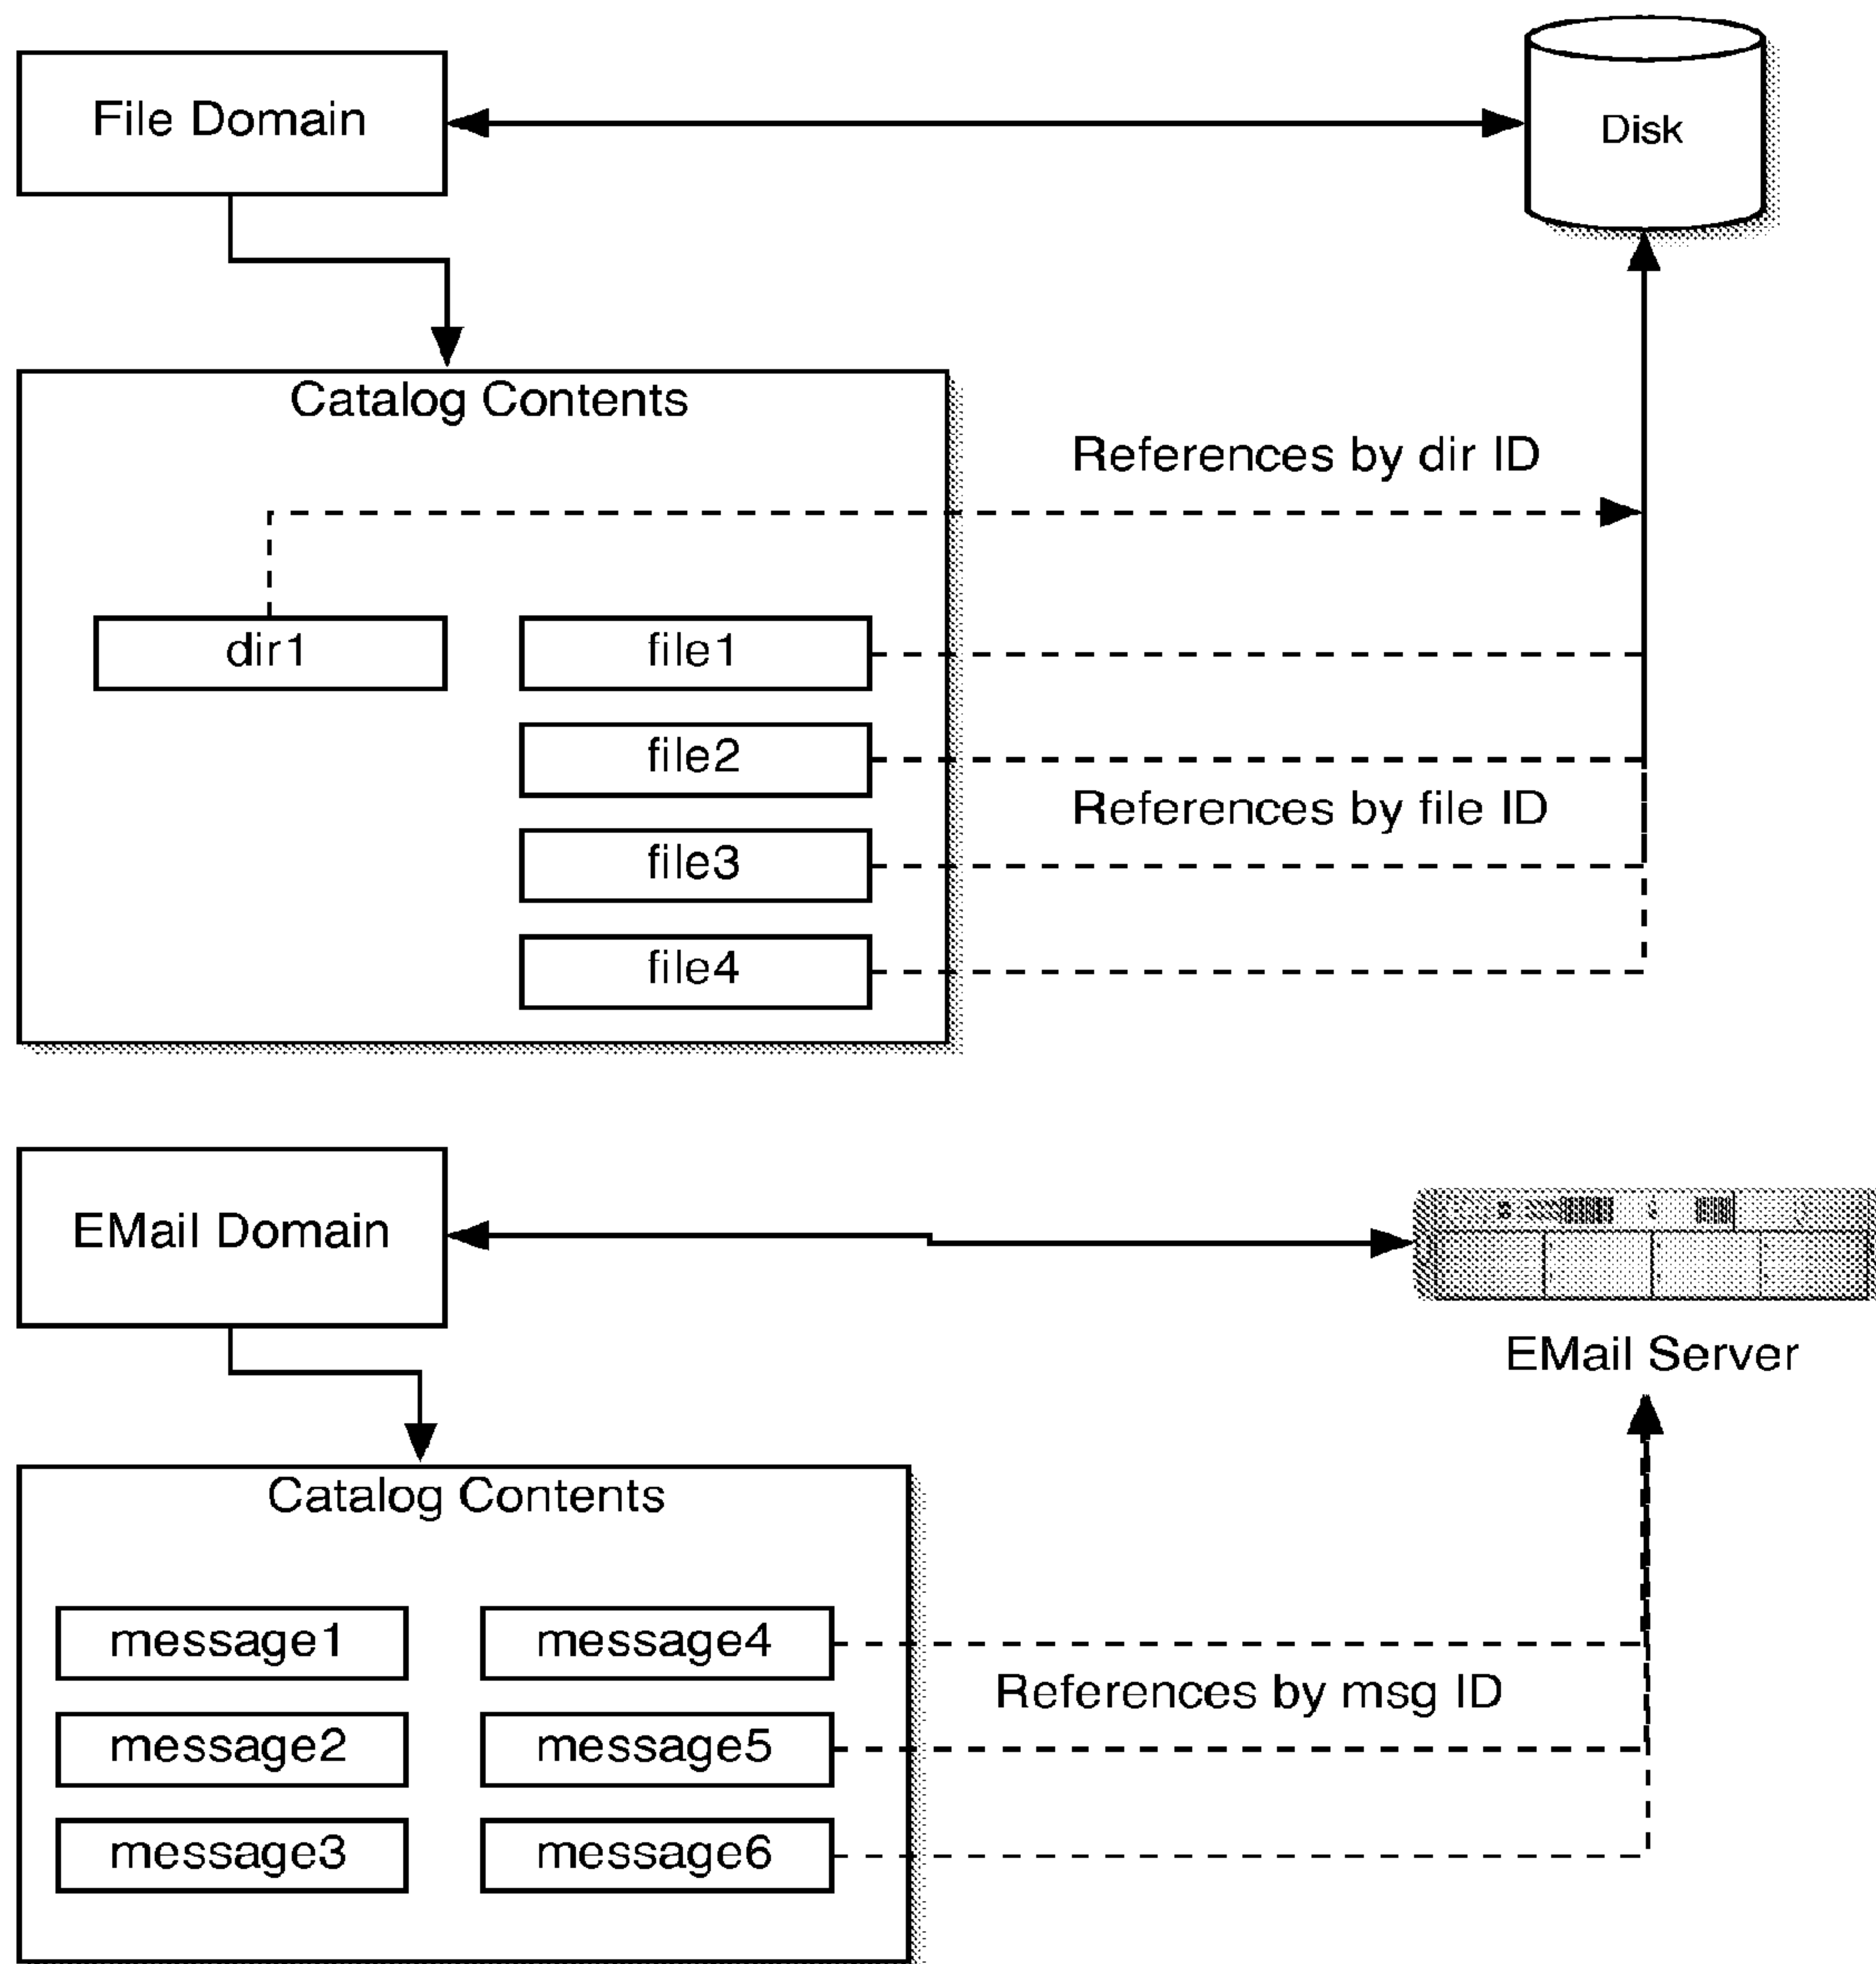 File Domain
Disk
Catalog Contents
References by dir ID
dir1
file1
file2
References by file ID
file3
file4
EMail Domain
EMail Server
Catalog Contents
message1
message4
References by msg ID
message2
message5
message3
message6